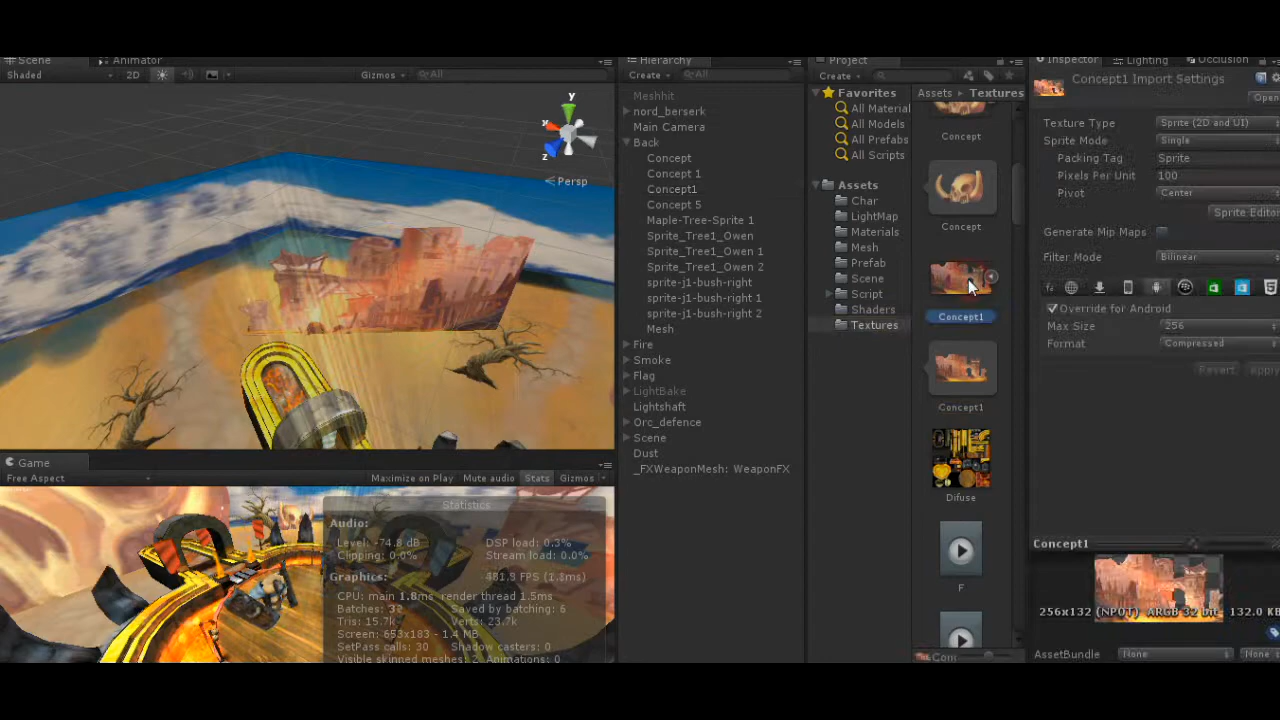 Scene Animator
Shaded 2D Gizmos All
y
x
z
Persp
Game
Free Aspect Maximize on Play Mute audio Stats Gizmos
Statistics
Audio:
Level: -74.8 dB DSP load: 0.3%
Clipping: 0.0% Stream load: 0.0%
Graphics:
CPU: main 1.8ms render thread 1.5ms
Saved by batching: 6
Tris: 15.7k Verts: 23.7k
Screen: 653x183 - 1.4 MB
SetPass calls: 30 Shadow casters: 0
Visible skinned meshes: 2 Animations: 0
Hierarchy
Create All
Meshhit
nord_berserk
Main Camera
Back
Concept
Concept 1
Concept1
Concept 5
Maple-Tree-Sprite 1
Sprite_Tree1_Owen
Sprite_Tree1_Owen 1
Sprite_Tree1_Owen 2
sprite-j1-bush-right
sprite-j1-bush-right 1
sprite-j1-bush-right 2
Mesh
Fire
Smoke
Flag
LightBake
Lightshaft
Orc_defence
Scene
Dust
_FXWeaponMesh: WeaponFX
Project
Create
Favorites
All Material
All Models
All Prefabs
All Scripts
Assets
Char
LightMap
Materials
Mesh
Prefab
Scene
Script
Shaders
Textures
Assets Textures
Concept
Concept
Concept1
Concept1
Difuse
F
Com
Inspector Lighting Occlusion
Concept1 Import Settings
Open
Texture Type Sprite (2D and UI)
Sprite Mode Single
Packing Tag Sprite
Pixels Per Unit 100
Pivot Center
Sprite Editor
Generate Mip Maps
Filter Mode Bilinear
Override for Android
Max Size 256
Format Compressed
Revert Apply
Concept1
256x132 (NPOT) ARGB 32 bit 132.0 KB
AssetBundle None None